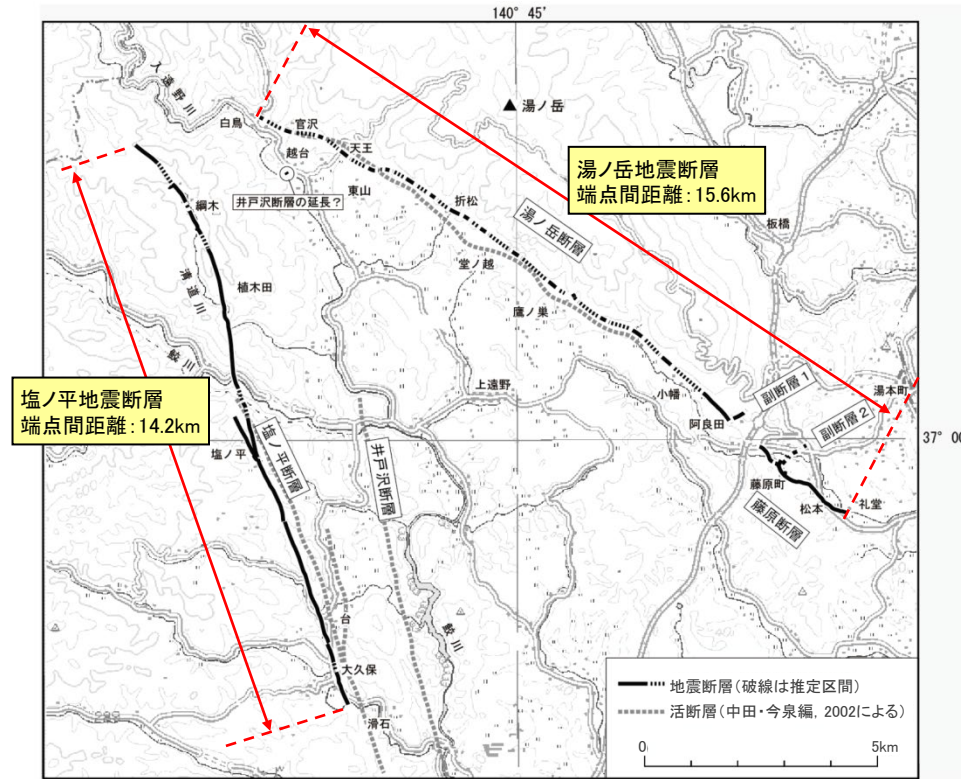 140° 45′
入遠野川
▲ 湯ノ岳
白鳥
官沢
天王
越台
東山
井戸沢断層の延長？
湯ノ岳地震断層
端点間距離：15.6km
綱木
折松
湯ノ岳断層
板橋
溝道川
植木田
堂ノ越
鷹ノ巣
鮫川
上遠野
小幡
阿良田
副断層１
湯本町
副断層２
塩ノ平地震断層
端点間距離：14.2km
37° 00
塩ノ平
塩ノ平断層
井戸沢断層
藤原町
松本
礼堂
藤原断層
台
鮫川
大久保
滑石
地震断層（破線は推定区間）
活断層（中田・今泉編，2002による）
0
5km